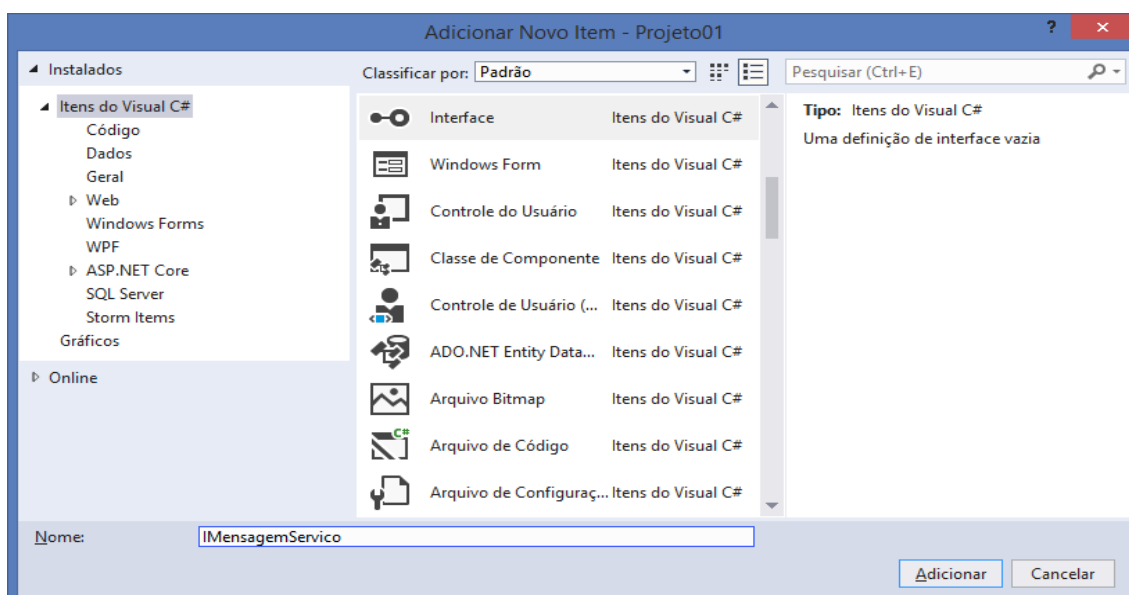 Adicionar Novo Item - Projeto01
?
Instalados
Itens do Visual C#
Código
Dados
Geral
Web
Windows Forms
WPF
ASP.NET Core
SQL Server
Storm Items
Gráficos
Online
Classificar por: Padrão
Interface Itens do Visual C#
Windows Form Itens do Visual C#
Controle do Usuário Itens do Visual C#
Classe de Componente Itens do Visual C#
Controle de Usuário (... Itens do Visual C#
ADO.NET Entity Data... Itens do Visual C#
Arquivo Bitmap Itens do Visual C#
C#
Arquivo de Código Itens do Visual C#
Arquivo de Configuraç... Itens do Visual C#
Pesquisar (Ctrl+E)
Tipo: Itens do Visual C#
Uma definição de interface vazia
Nome: IMensagemServico
Adicionar Cancelar